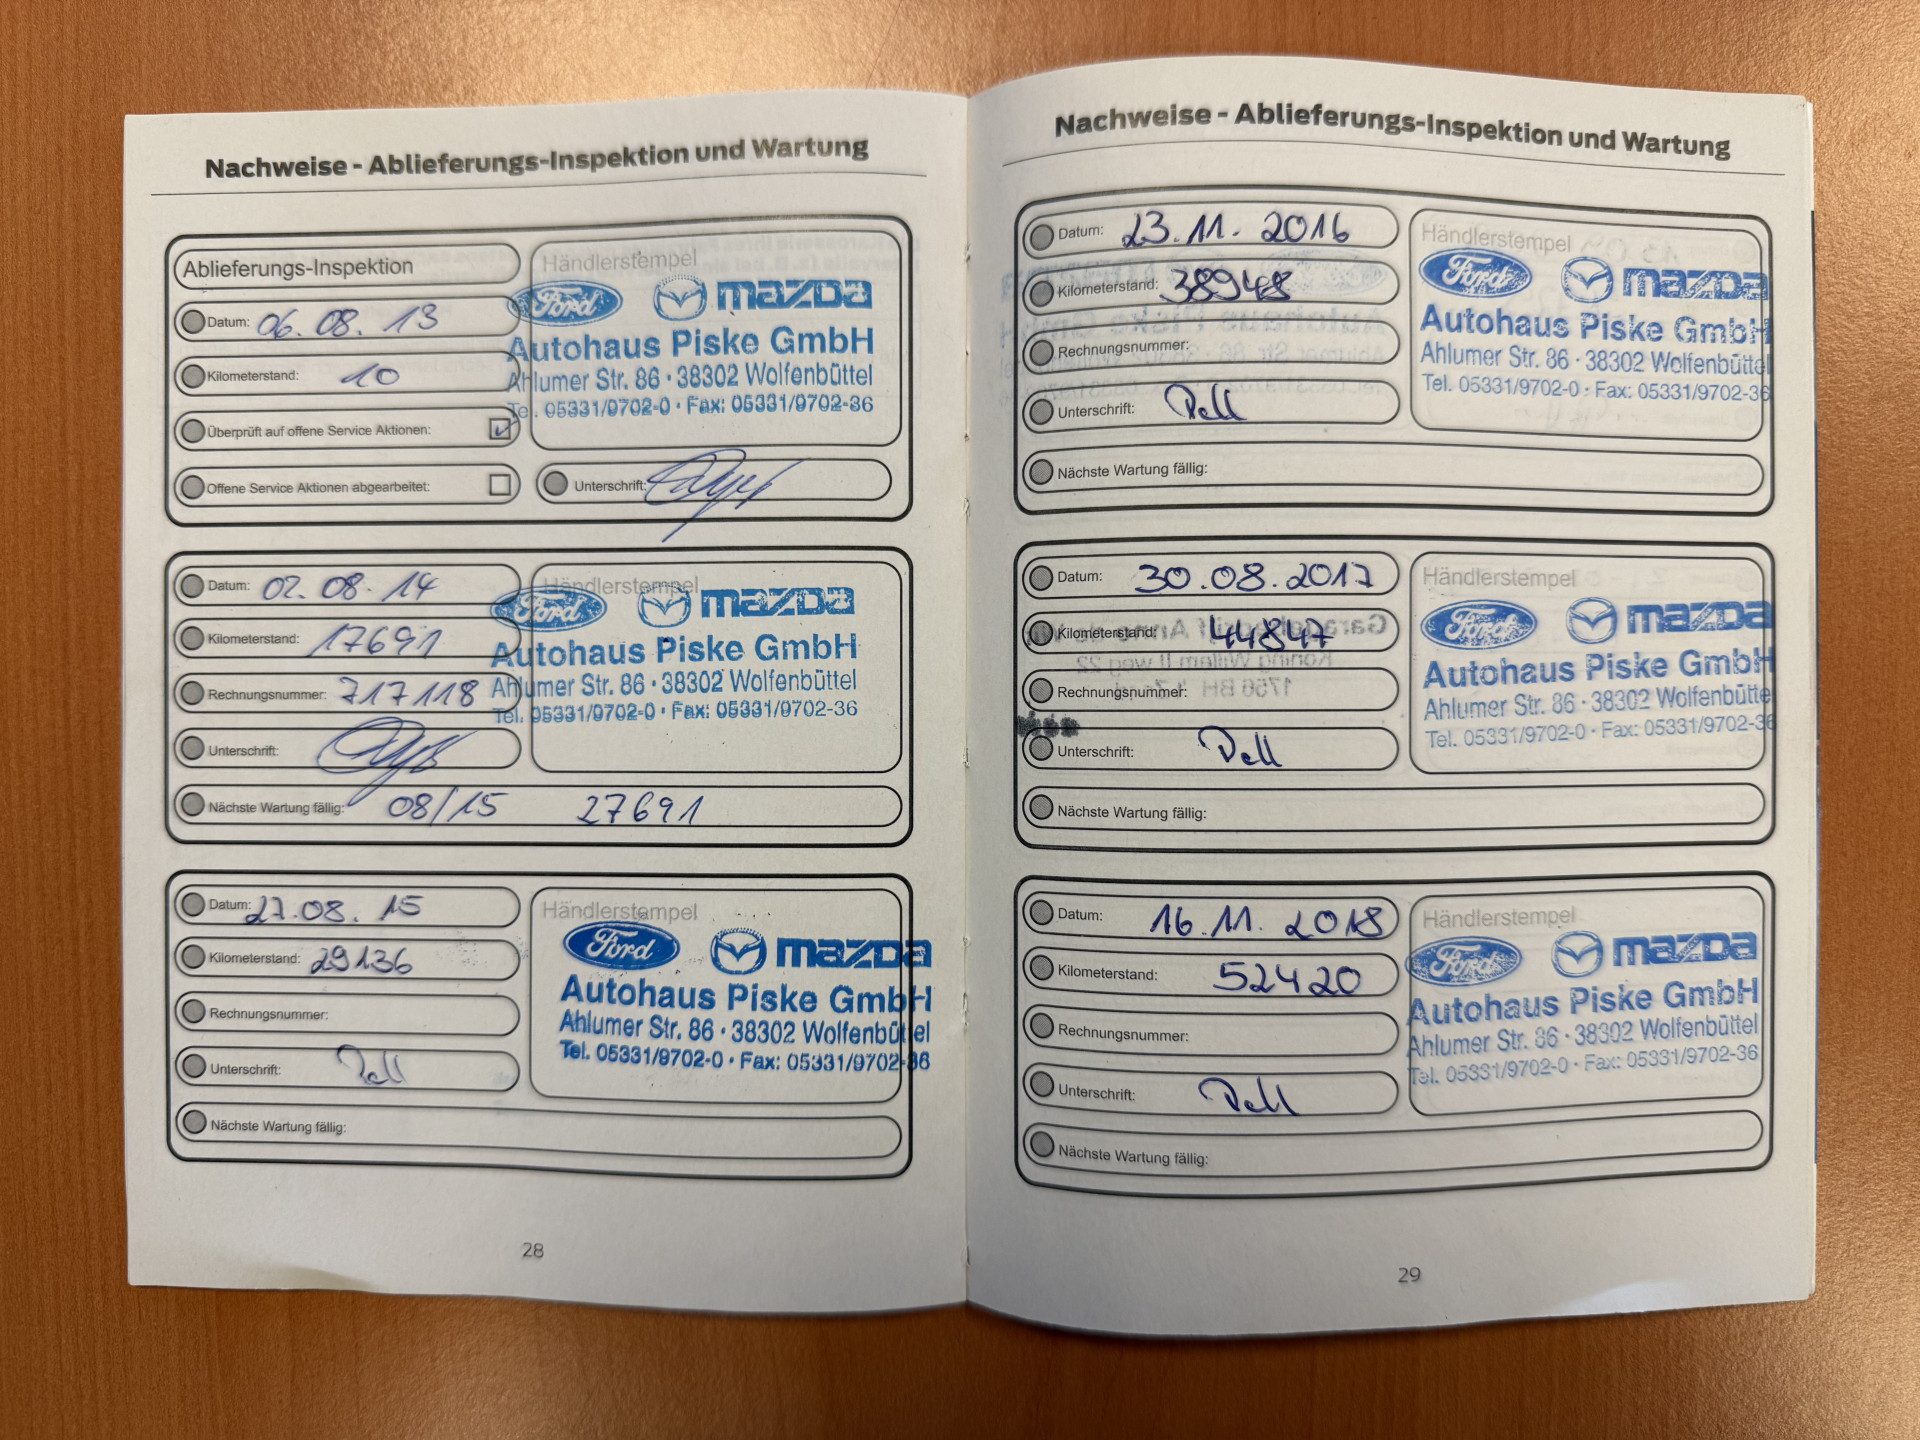 Nachweise - Ablieferungs-Inspektion und Wartung
Ablieferungs-Inspektion
Datum: 06. 08. 13
Kilometerstand: 10
Überprüft auf offene Service Aktionen:
Offene Service Aktionen abgearbeitet:
Händlerstempel
Ford mazda
Autohaus Piske GmbH
Ahlumer Str. 86 · 38302 Wolfenbüttel
Tel. 05331/9702-0 · Fax: 05331/9702-36
Unterschrift:
Datum: 02. 08. 14
Kilometerstand: 17691
Rechnungsnummer: 717118
Unterschrift:
Nächste Wartung fällig: 08/15 27691
Händlerstempel
Ford mazda
Autohaus Piske GmbH
Ahlumer Str. 86 · 38302 Wolfenbüttel
Tel. 05331/9702-0 · Fax: 05331/9702-36
Datum: 27.08. 15
Kilometerstand: 29136
Rechnungsnummer:
Unterschrift:
Nächste Wartung fällig:
Händlerstempel
Ford mazda
Autohaus Piske GmbH
Ahlumer Str. 86 · 38302 Wolfenbüttel
Tel. 05331/9702-0 · Fax: 05331/9702-36
28
Nachweise - Ablieferungs-Inspektion und Wartung
Datum: 23.11. 2016
Kilometerstand: 38948
Rechnungsnummer:
Unterschrift:
Nächste Wartung fällig:
Händlerstempel
Ford mazda
Autohaus Piske GmbH
Ahlumer Str. 86 · 38302 Wolfenbüttel
Tel. 05331/9702-0 · Fax: 05331/9702-36
Datum: 30.08.2017
Kilometerstand: 44847
Rechnungsnummer:
Unterschrift:
Nächste Wartung fällig:
Händlerstempel
Ford mazda
Autohaus Piske GmbH
Ahlumer Str. 86 · 38302 Wolfenbütte
Tel. 05331/9702-0 · Fax: 05331/9702-36
Datum: 16.11. 2018
Kilometerstand: 52420
Rechnungsnummer:
Unterschrift:
Nächste Wartung fällig:
Händlerstempel
Ford mazda
Autohaus Piske GmbH
Ahlumer Str. 86 · 38302 Wolfenbüttel
Tel. 05331/9702-0 · Fax: 05331/9702-36
29